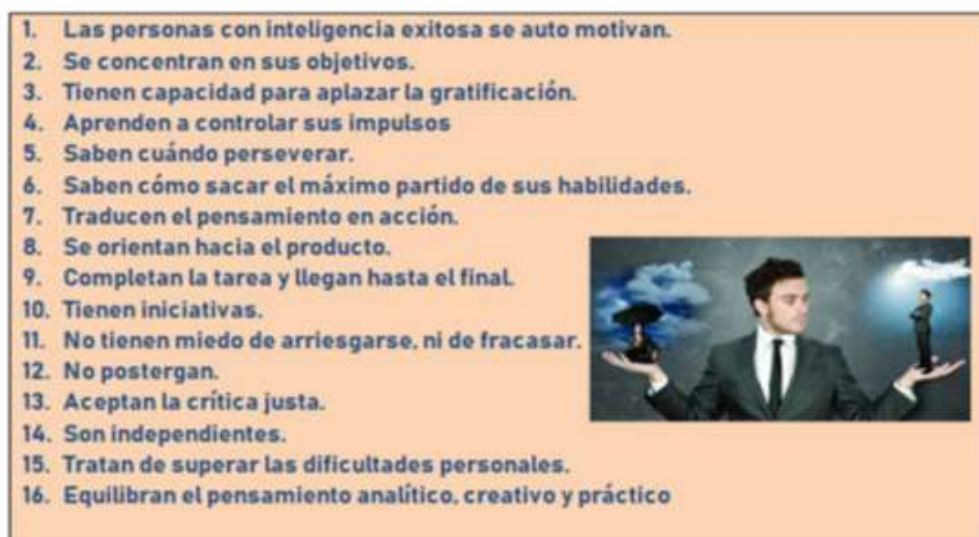 1. Las personas con inteligencia exitosa se auto motivan.
2. Se concentran en sus objetivos.
3. Tienen capacidad para aplazar la gratificación.
4. Aprenden a controlar sus impulsos
5. Saben cuándo perseverar.
6. Saben cómo sacar el máximo partido de sus habilidades.
7. Traducen el pensamiento en acción.
8. Se orientan hacia el producto.
9. Completan la tarea y llegan hasta el final.
10. Tienen iniciativas.
11. No tienen miedo de arriesgarse, ni de fracasar.
12. No postergan.
13. Aceptan la crítica justa.
14. Son independientes.
15. Tratan de superar las dificultades personales.
16. Equilibran el pensamiento analítico, creativo y práctico